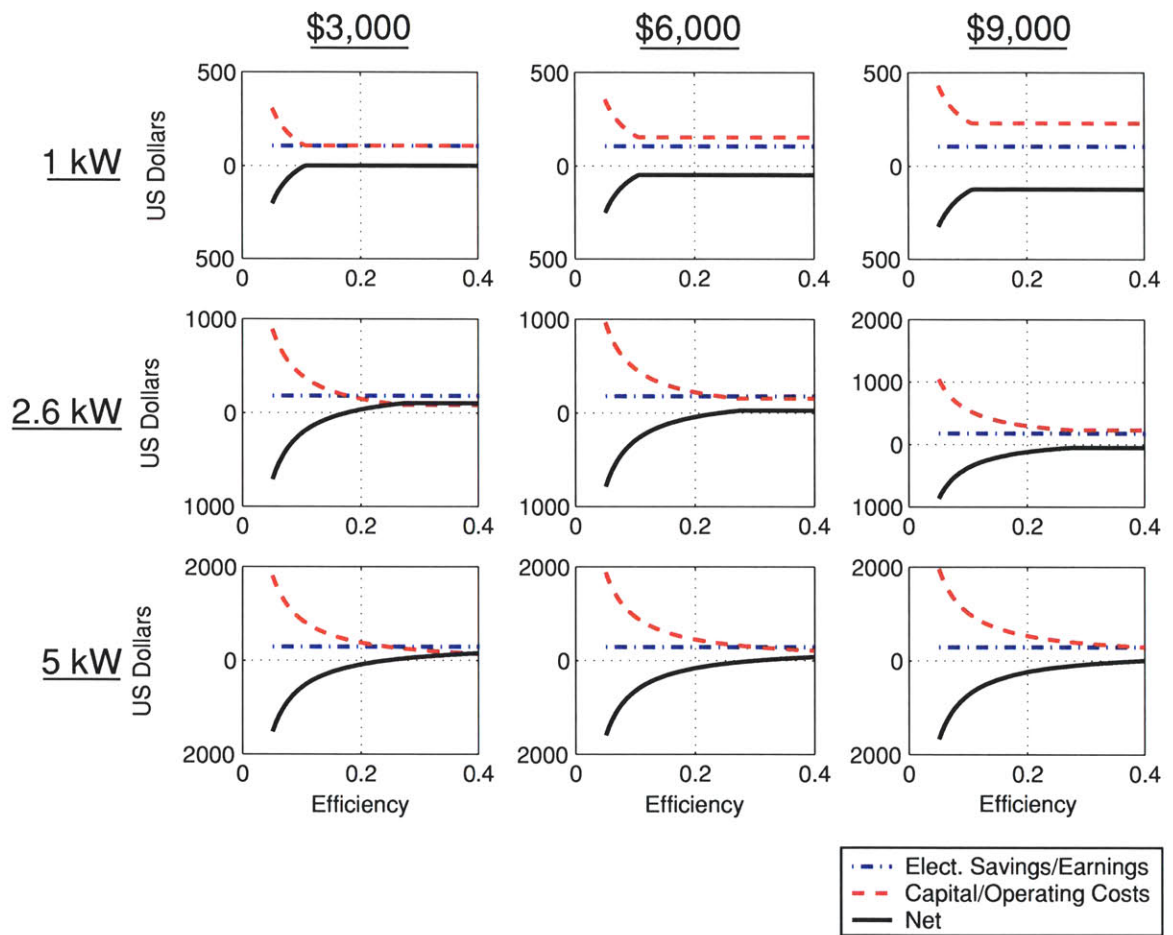 $3,000 $6,000 $9,000
500 500 500
1 kW US Dollars 0 0 0
500 500 500
0 0.2 0.4 0 0.2 0.4 0 0.2 0.4
1000 1000 2000
1000
2.6 kW US Dollars 0 0
0
1000 1000 1000
0 0.2 0.4 0 0.2 0.4 0 0.2 0.4
2000 2000 2000
5 kW US Dollars 0 0 0
2000 2000 2000
0 0.2 0.4 0 0.2 0.4 0 0.2 0.4
Efficiency Efficiency Efficiency
Elect. Savings/Earnings
Capital/Operating Costs
Net